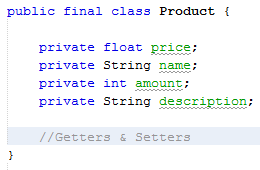 public final class Product {
private float price;
private String name;
private int amount;
private String description;
//Getters & Setters
}